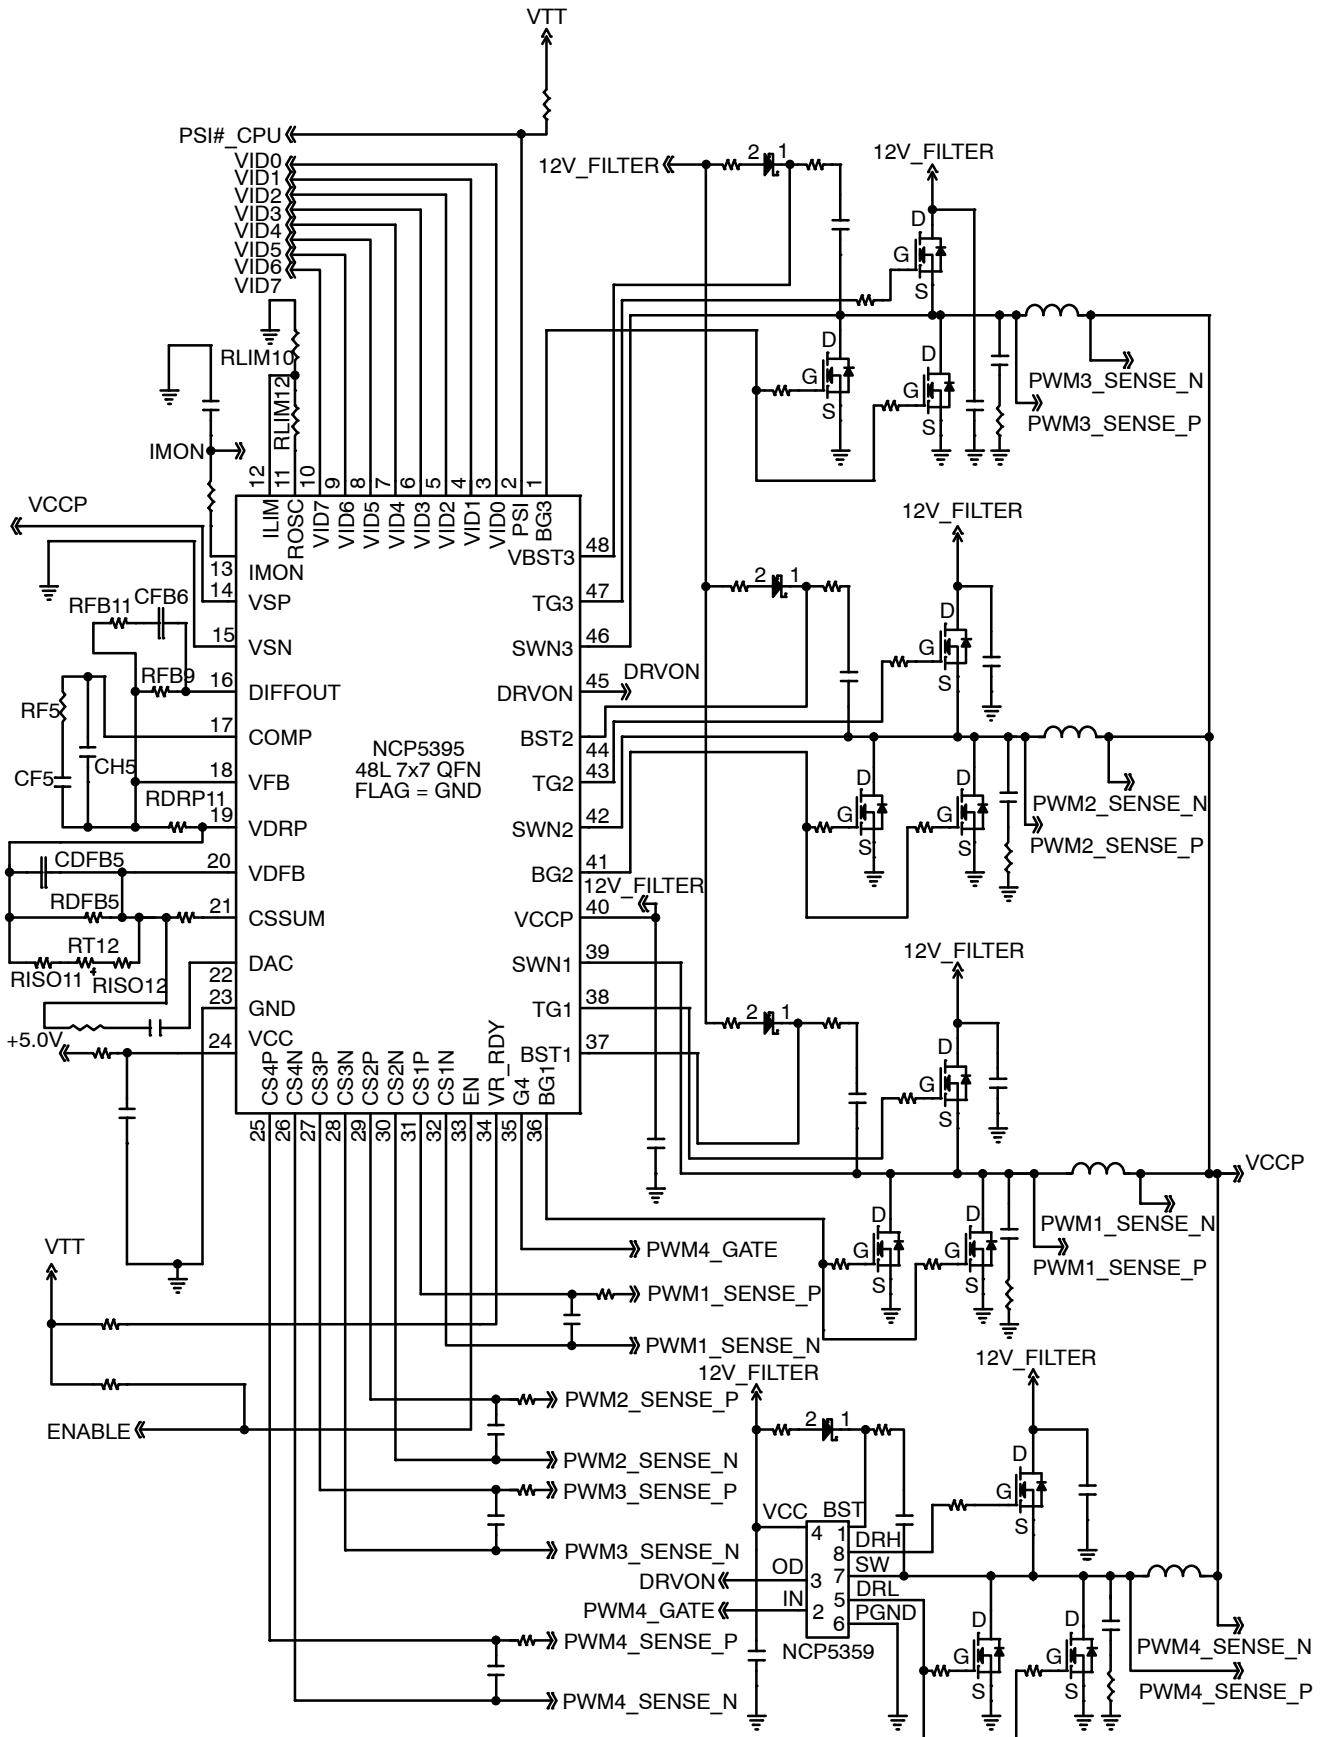 VTT
PSI#_CPU
VID0
VID1
VID2
VID3
VID4
VID5
VID6
VID7
12V_FILTER
2 1
12V_FILTER
D
G
S
RLIM10
RLIM12
IMON
D
G
S
D
G
S
PWM3_SENSE_N
PWM3_SENSE_P
12 11 10 9 8 7 6 5 4 3 2 1
ILIM ROSC VID7 VID6 VID5 VID4 VID3 VID2 VID1 VID0 PSI BG3
VCCP
13 IMON
14 VSP
15 VSN
16 DIFFOUT
17 COMP
18 VFB
19 VDRP
20 VDFB
21 CSSUM
22 DAC
23 GND
24 VCC
RFB11
CFB6
RFB9
RF5
CH5
CF5
RDRP11
CDFB5
RDFB5
RT12
RISO11
RISO12
+5.0V
NCP5395
48L 7x7 QFN
FLAG = GND
VBST3 48
TG3 47
SWN3 46
DRVON 45
DRVON
BST2 44
TG2 43
SWN2 42
BG2 41
12V_FILTER
VCCP 40
SWN1 39
TG1 38
BST1 37
CS4P CS4N CS3P CS3N CS2P CS2N CS1P CS1N EN VR_RDY G4 BG1
25 26 27 28 29 30 31 32 33 34 35 36
12V_FILTER
2 1
D
G
S
D
G
S
D
G
S
PWM2_SENSE_N
PWM2_SENSE_P
12V_FILTER
2 1
D
G
S
VCCP
D
G
S
D
G
S
PWM1_SENSE_N
PWM1_SENSE_P
VTT
ENABLE
PWM4_GATE
PWM1_SENSE_P
PWM1_SENSE_N
PWM2_SENSE_P
PWM2_SENSE_N
PWM3_SENSE_P
PWM3_SENSE_N
PWM4_SENSE_P
PWM4_SENSE_N
12V_FILTER
2 1
12V_FILTER
D
G
S
VCC 4
BST 1
8 DRH
7 SW
5 DRL
6 PGND
OD 3
IN 2
DRVON
PWM4_GATE
NCP5359
D
G
S
D
G
S
PWM4_SENSE_N
PWM4_SENSE_P